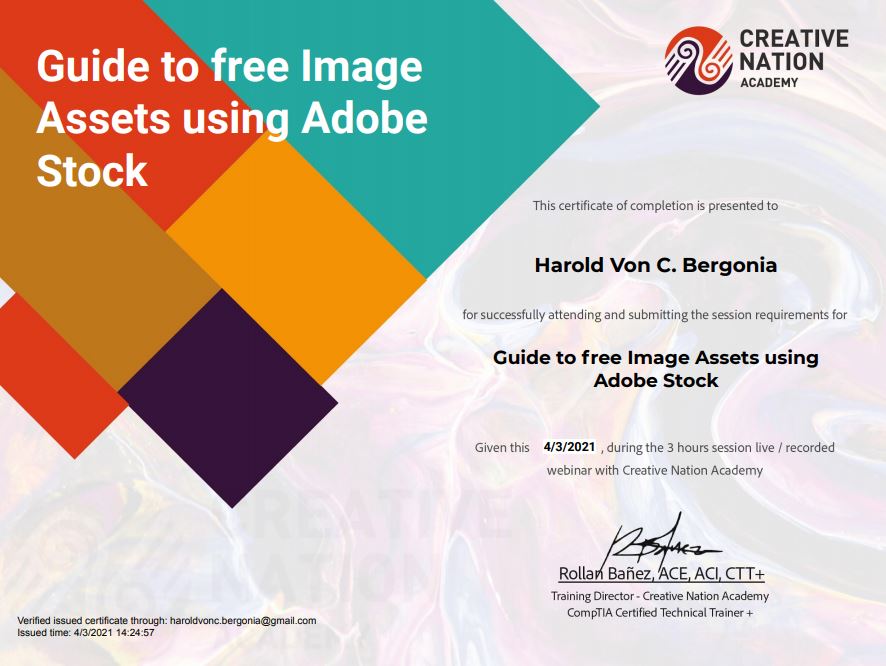 Guide to free Image
Assets using Adobe
Stock
CREATIVE
NATION
ACADEMY
This certificate of completion is presented to
Harold Von C. Bergonia
for successfully attending and submitting the session requirements for
Guide to free Image Assets using
Adobe Stock
Given this 4/3/2021 , during the 3 hours session live / recorded
webinar with Creative Nation Academy
Rollan Bañez, ACE, ACI, CTT+
Training Director - Creative Nation Academy
CompTIA Certified Technical Trainer +
Verified issued certificate through: haroldvonc.bergonia@gmail.com
Issued time: 4/3/2021 14:24:57